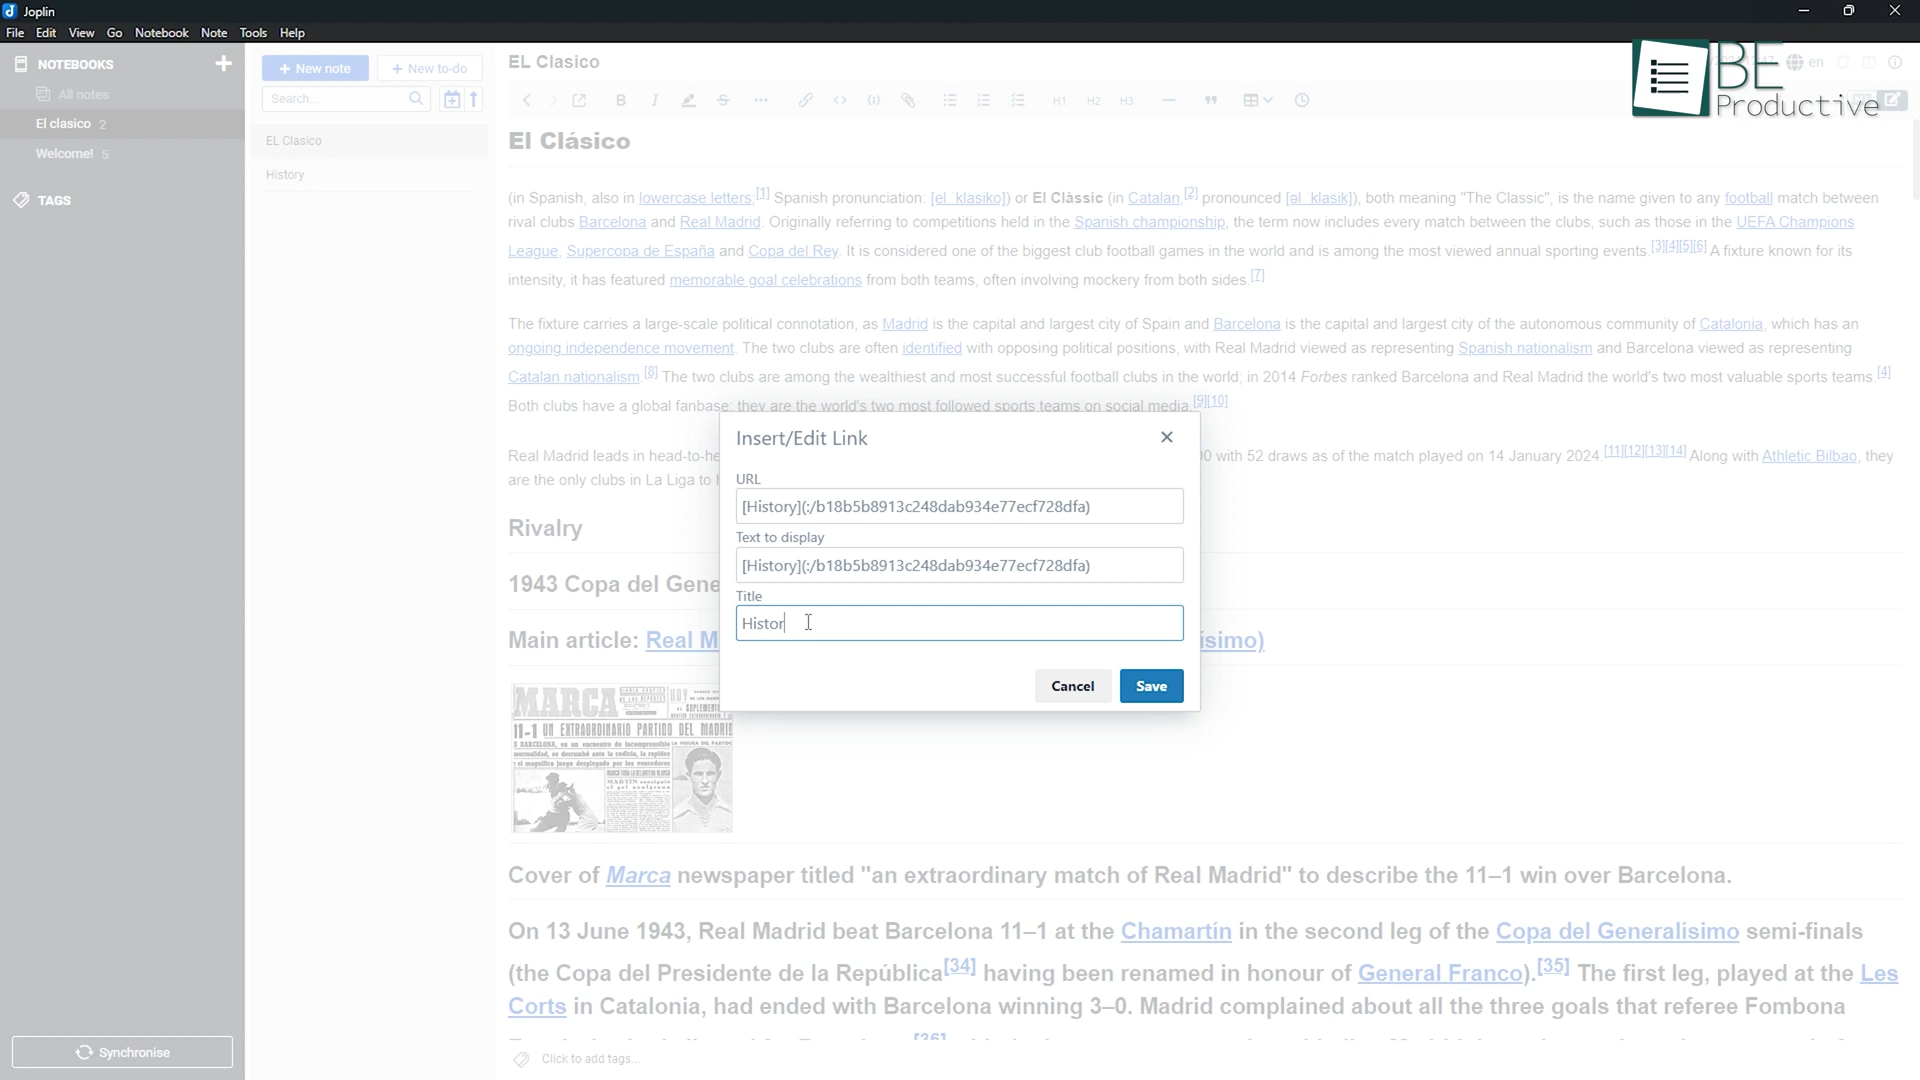 Joplin
File Edit View Go Notebook Note Tools Help
NOTEBOOKS
All notes
El clasico 2
Welcome! 5
TAGS
Synchronise
New note
New to-do
Search...
EL Clasico
History
EL Clasico
en
BE
Productive
H1 H2 H3
El Clásico
(in Spanish, also in lowercase letters;[1] Spanish pronunciation: [el ˈklasiko]) or El Clàssic (in Catalan,[2] pronounced [əl ˈklasik]), both meaning "The Classic", is the name given to any football match between
rival clubs Barcelona and Real Madrid. Originally referring to competitions held in the Spanish championship, the term now includes every match between the clubs, such as those in the UEFA Champions
League, Supercopa de España and Copa del Rey. It is considered one of the biggest club football games in the world and is among the most viewed annual sporting events.[3][4][5][6] A fixture known for its
intensity, it has featured memorable goal celebrations from both teams, often involving mockery from both sides.[7]
The fixture carries a large-scale political connotation, as Madrid is the capital and largest city of Spain and Barcelona is the capital and largest city of the autonomous community of Catalonia, which has an
ongoing independence movement. The two clubs are often identified with opposing political positions, with Real Madrid viewed as representing Spanish nationalism and Barcelona viewed as representing
Catalan nationalism.[8] The two clubs are among the wealthiest and most successful football clubs in the world; in 2014 Forbes ranked Barcelona and Real Madrid the world's two most valuable sports teams.[4]
Both clubs have a global fanbase; they are the world's two most followed sports teams on social media.[9][10]
Real Madrid leads in head-to-he
0 with 52 draws as of the match played on 14 January 2024.[11][12][13][14] Along with Athletic Bilbao, they
are the only clubs in La Liga to
Rivalry
1943 Copa del Gene
Main article: Real M
ísimo)
Insert/Edit Link
URL
[History](:/b18b5b8913c248dab934e77ecf728dfa)
Text to display
[History](:/b18b5b8913c248dab934e77ecf728dfa)
Title
Histor
Cancel
Save
MARCA
HOY
11-1 UN EXTRAORDINARIO PARTIDO DEL MADRID
Cover of Marca newspaper titled "an extraordinary match of Real Madrid" to describe the 11–1 win over Barcelona.
On 13 June 1943, Real Madrid beat Barcelona 11–1 at the Chamartín in the second leg of the Copa del Generalísimo semi-finals
(the Copa del Presidente de la República[34] having been renamed in honour of General Franco).[35] The first leg, played at the Les
Corts in Catalonia, had ended with Barcelona winning 3–0. Madrid complained about all the three goals that referee Fombona
[36]
Click to add tags...